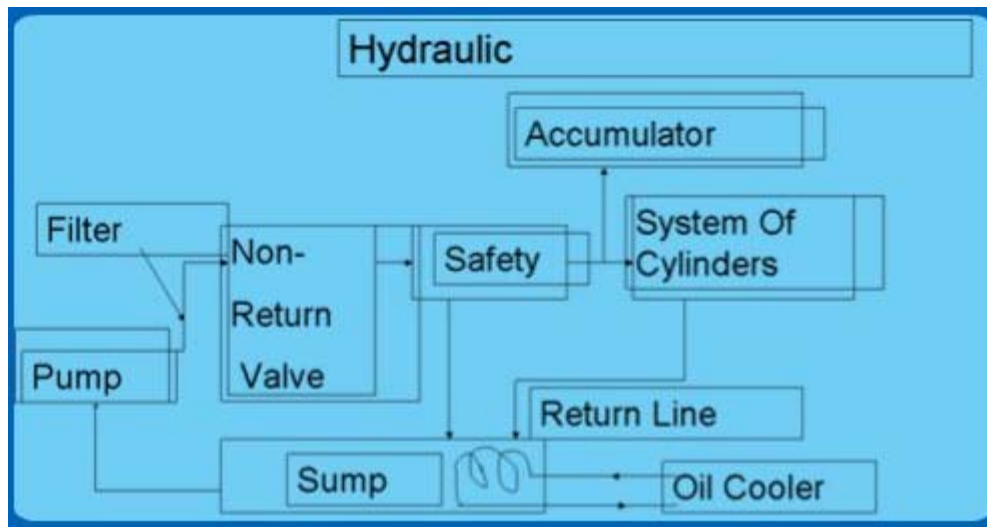 Hydraulic
Accumulator
Filter
Non-
Return
Valve
Safety
System Of
Cylinders
Pump
Return Line
Sump
Oil Cooler